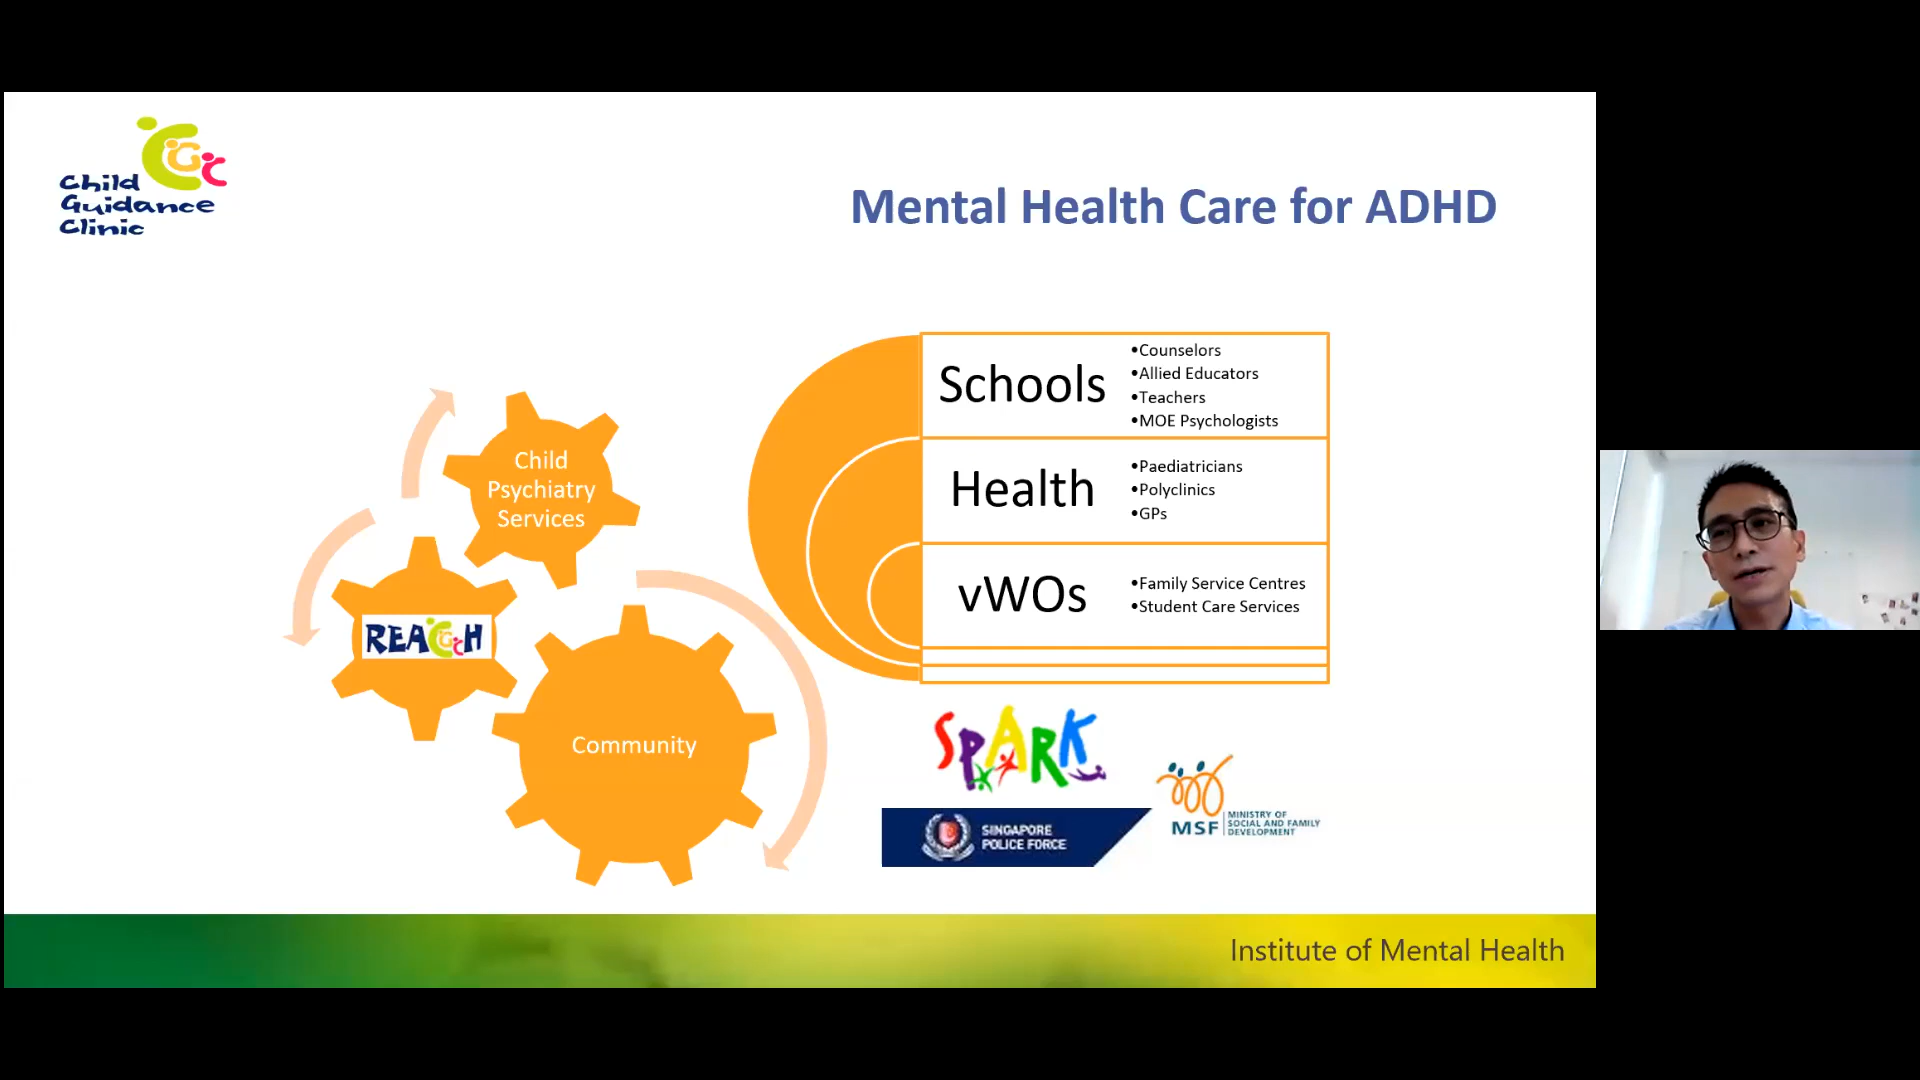 Child
Guidance
Clinic
CGC
Mental Health Care for ADHD
Child
Psychiatry
Services
REACGCH
Community
Schools
•Counselors
•Allied Educators
•Teachers
•MOE Psychologists
Health
•Paediatricians
•Polyclinics
•GPs
vWOs
•Family Service Centres
•Student Care Services
SPARK
SINGAPORE
POLICE FORCE
MSF
MINISTRY OF
SOCIAL AND FAMILY
DEVELOPMENT
Institute of Mental Health